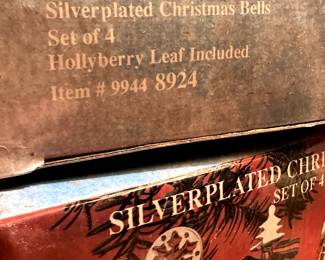 Silverplated Christmas Bells
Set of 4
Hollyberry Leaf Included
Item # 9944 8924
SILVERPLATED CHRI
SET OF 4